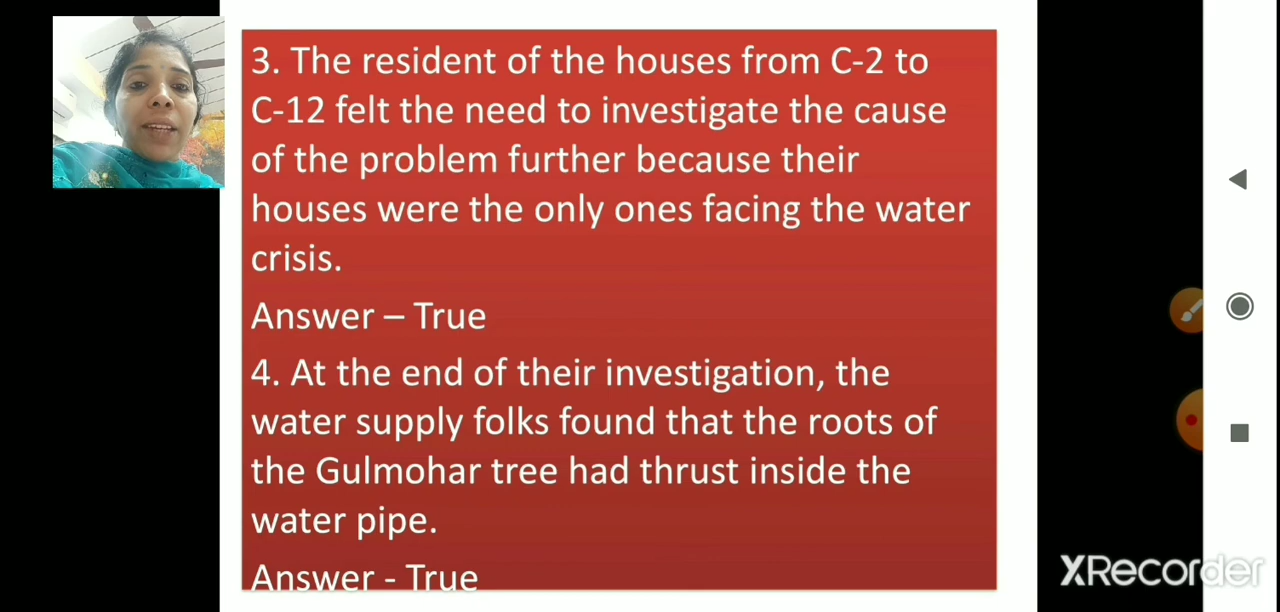 3. The resident of the houses from C-2 to
C-12 felt the need to investigate the cause
of the problem further because their
houses were the only ones facing the water
crisis.
Answer – True
4. At the end of their investigation, the
water supply folks found that the roots of
the Gulmohar tree had thrust inside the
water pipe.
Answer - True
XRecorder